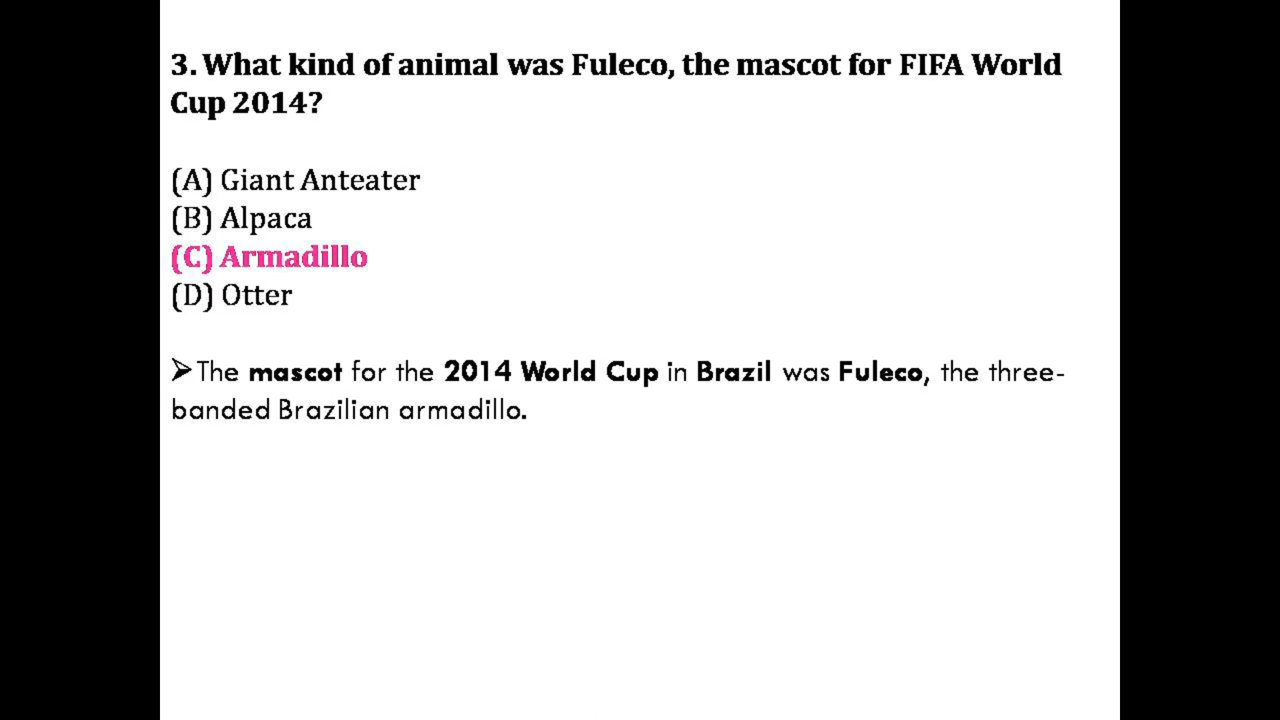 3. What kind of animal was Fuleco, the mascot for FIFA World
Cup 2014?
(A) Giant Anteater
(B) Alpaca
(C) Armadillo
(D) Otter
➢The mascot for the 2014 World Cup in Brazil was Fuleco, the three-
banded Brazilian armadillo.